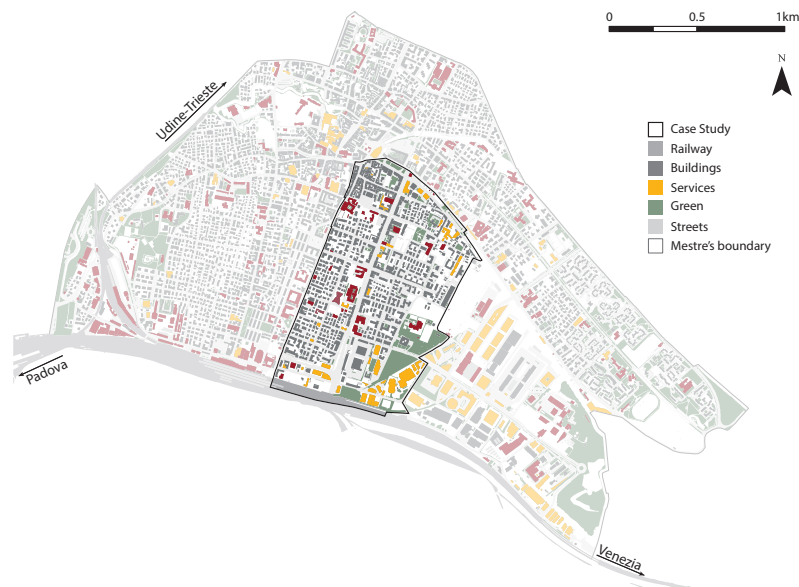 0 0.5 1km
N
Udine-Trieste
Case Study
Railway
Buildings
Services
Green
Streets
Mestre's boundary
Padova
Venezia